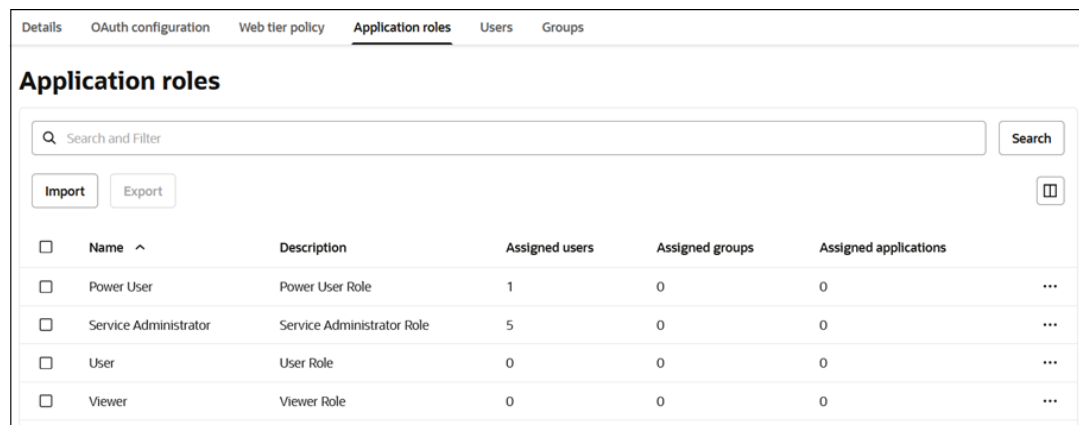 Details OAuth configuration Web tier policy Application roles Users Groups
Application roles
Search and Filter Search
Import Export
Name Description Assigned users Assigned groups Assigned applications
Power User Power User Role 1 0 0 ...
Service Administrator Service Administrator Role 5 0 0 ...
User User Role 0 0 0 ...
Viewer Viewer Role 0 0 0 ...